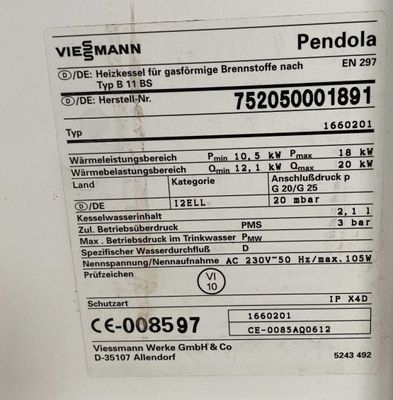 VIESSMANN Pendola
D/DE: Heizkessel für gasförmige Brennstoffe nach EN 297
Typ B 11 BS
D/DE: Herstell-Nr. 752050001891
Typ 1660201
Wärmeleistungsbereich Pmin 10,5 kW Pmax 18 kW
Wärmebelastungsbereich Qmin 12,1 kW Qmax 20 kW
Land Kategorie Anschlußdruck p
G 20/G 25
D/DE I2ELL 20 mbar
Kesselwasserinhalt 2,1 l
Zul. Betriebsüberdruck PMS 3 bar
Max. Betriebsdruck im Trinkwasser PMW
Spezifischer Wasserdurchfluß D
Nennspannung/Nennaufnahme AC 230V~50 Hz/max.105W
Prüfzeichen VI
10
Schutzart IP X4D
CE-008597 1660201
CE-0085AQ0612
Viessmann Werke GmbH & Co
D-35107 Allendorf 5243 492